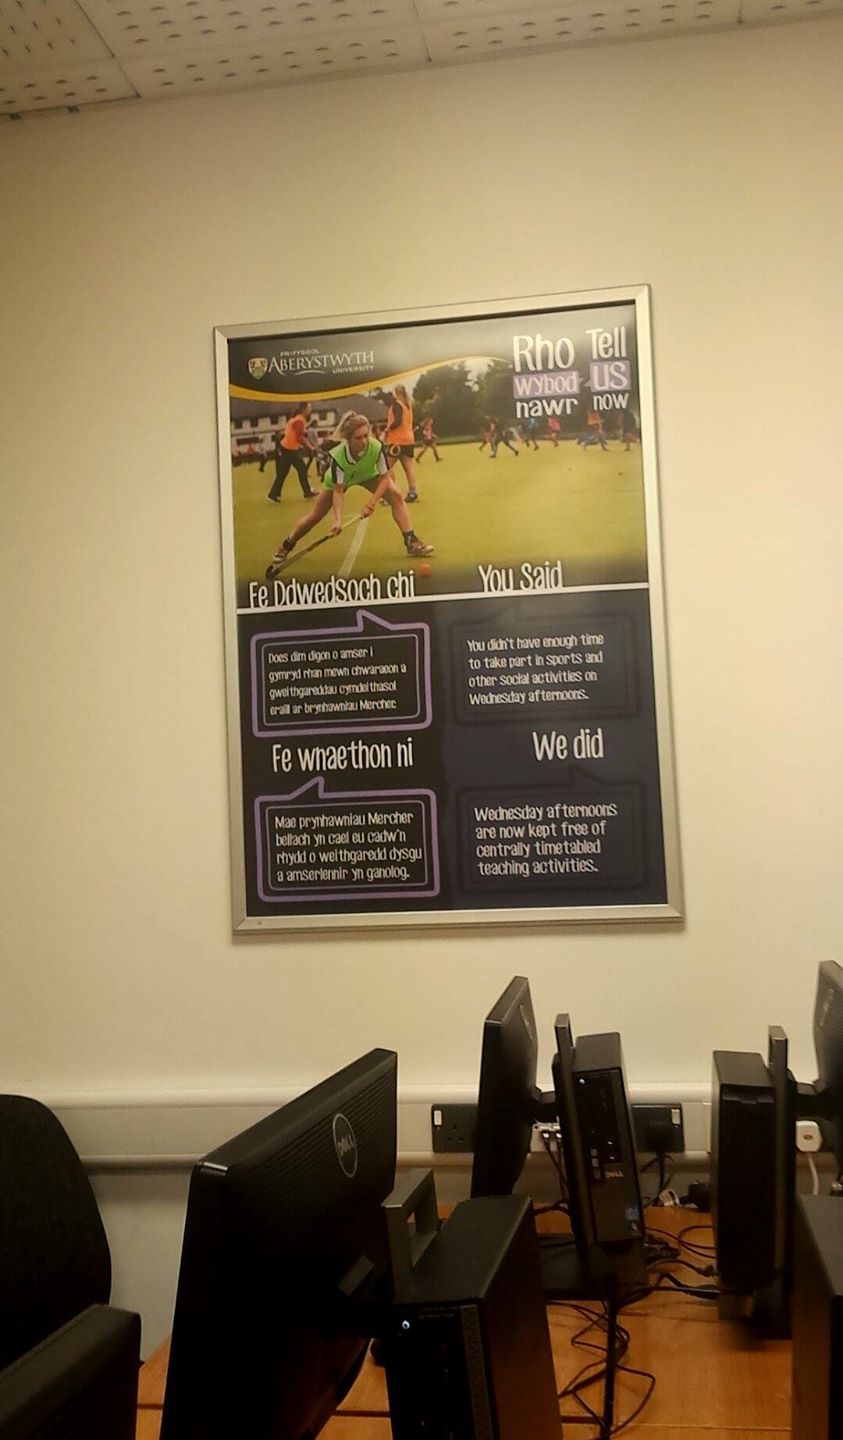 PRIFYSGOL
ABERYSTWYTH
UNIVERSITY
Rho
wybod
nawr
Tell
us
now
Fe Ddwedsoch chi
Does dim digon o amser i
gymryd rhan mewn chwaraeon a
gweithgareddau cymdeithasol
eraill ar brynhawniau Mercher.
You Said
You didn't have enough time
to take part in sports and
other social activities on
Wednesday afternoons.
Fe wnaethon ni
Mae prynhawniau Mercher
bellach yn cael eu cadw'n
rhydd o weithgaredd dysgu
a amserlennir yn ganolog.
We did
Wednesday afternoons
are now kept free of
centrally timetabled
teaching activities.
DELL
DELL